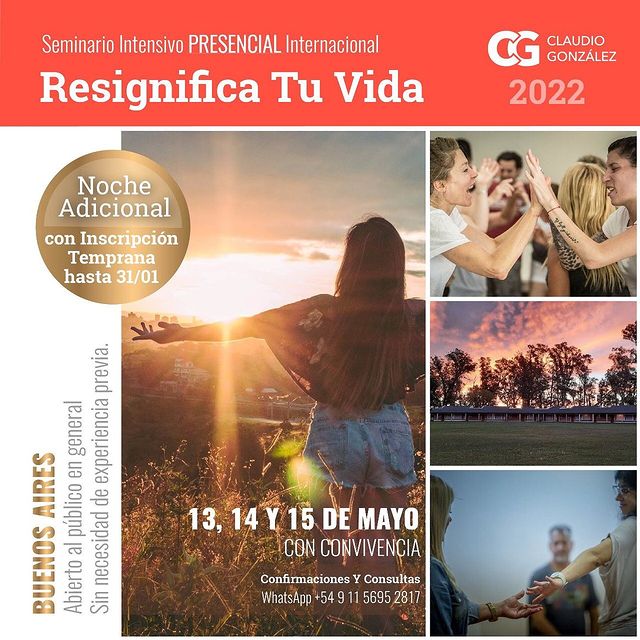 Seminario Intensivo PRESENCIAL Internacional
Resignifica Tu Vida
CG CLAUDIO
GONZÁLEZ
2022
Noche
Adicional
con Inscripción
Temprana
hasta 31/01
BUENOS AIRES
Abierto al público en general
Sin necesidad de experiencia previa.
13, 14 Y 15 DE MAYO
CON CONVIVENCIA
Confirmaciones Y Consultas
WhatsApp +54 9 11 5695 2817